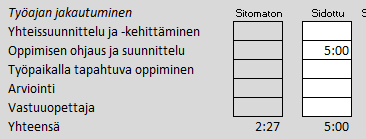 Työajan jakautuminen Sitomaton Sidottu
Yhteissuunnittelu ja -kehittäminen
Oppimisen ohjaus ja suunnittelu 5:00
Työpaikalla tapahtuva oppiminen
Arviointi
Vastuuopettaja
Yhteensä 2:27 5:00